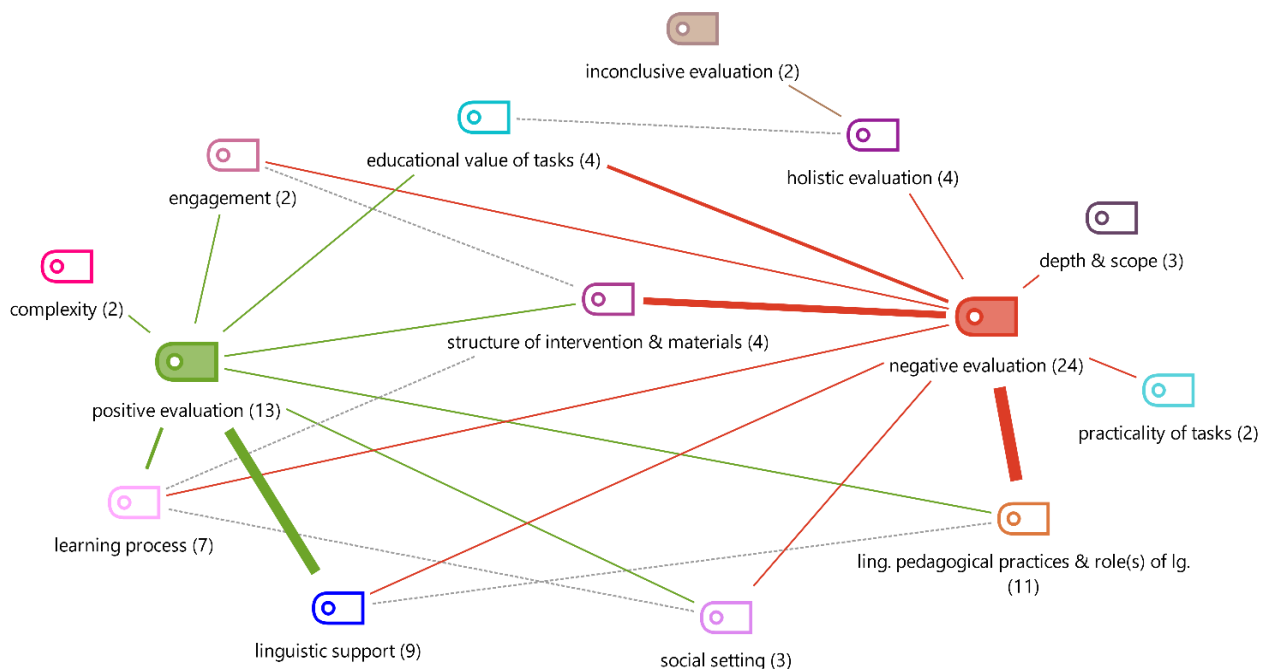 inconclusive evaluation (2)
educational value of tasks (4)
holistic evaluation (4)
engagement (2)
depth & scope (3)
complexity (2)
structure of intervention & materials (4)
negative evaluation (24)
positive evaluation (13)
practicality of tasks (2)
learning process (7)
ling. pedagogical practices & role(s) of lg.
(11)
linguistic support (9)
social setting (3)